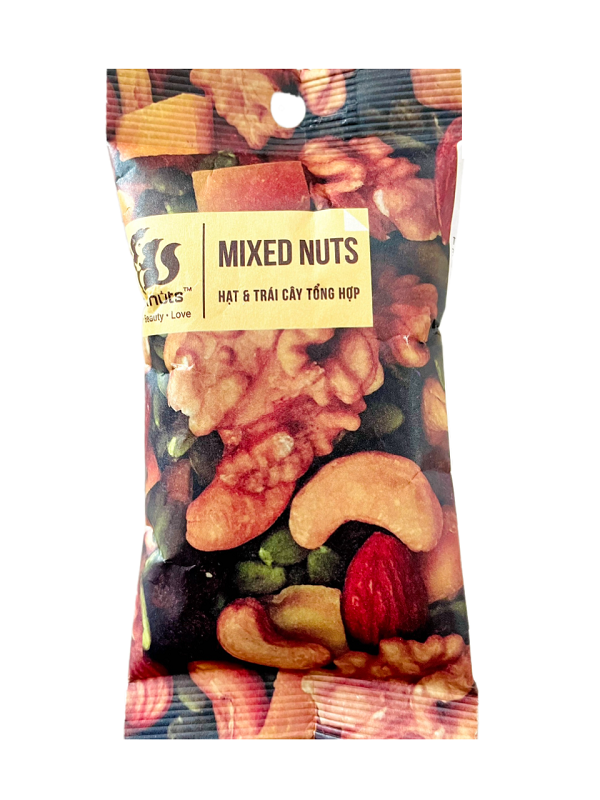 nuts™
Beauty • Love
MIXED NUTS
HẠT & TRÁI CÂY TỔNG HỢP